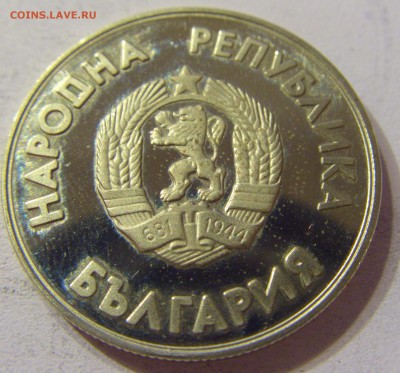 COINS.LAVE.RU
НАРОДНА РЕПУБЛИКА
681 1944
БЪЛГАРИЯ